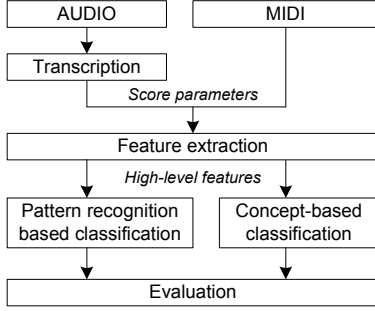 AUDIO
MIDI
Transcription
Score parameters
Feature extraction
High-level features
Pattern recognition
based classification
Concept-based
classification
Evaluation